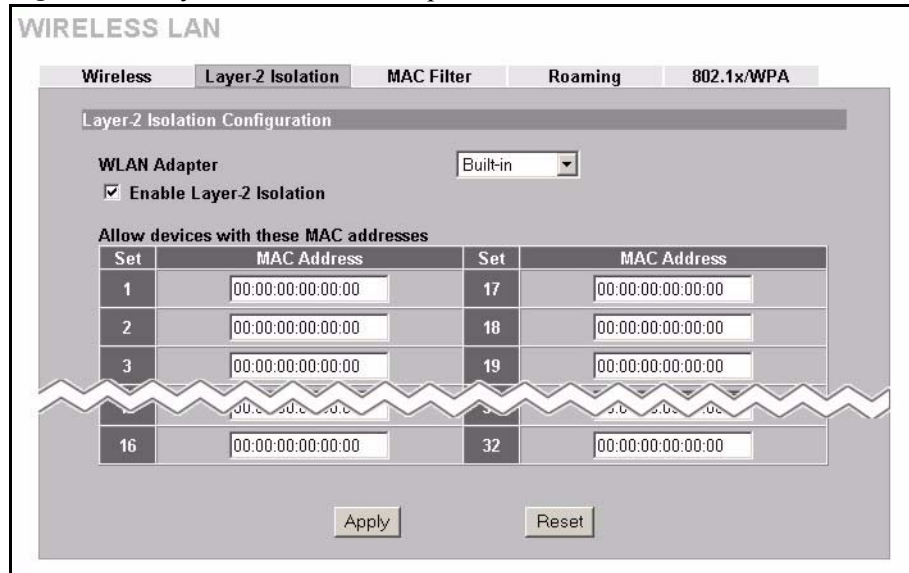 WIRELESS LAN
Wireless Layer-2 Isolation MAC Filter Roaming 802.1x/WPA
Layer-2 Isolation Configuration
WLAN Adapter Built-in
Enable Layer-2 Isolation
Allow devices with these MAC addresses
Set MAC Address Set MAC Address
1 00:00:00:00:00:00 17 00:00:00:00:00:00
2 00:00:00:00:00:00 18 00:00:00:00:00:00
3 00:00:00:00:00:00 19 00:00:00:00:00:00
16 00:00:00:00:00:00 32 00:00:00:00:00:00
Apply Reset